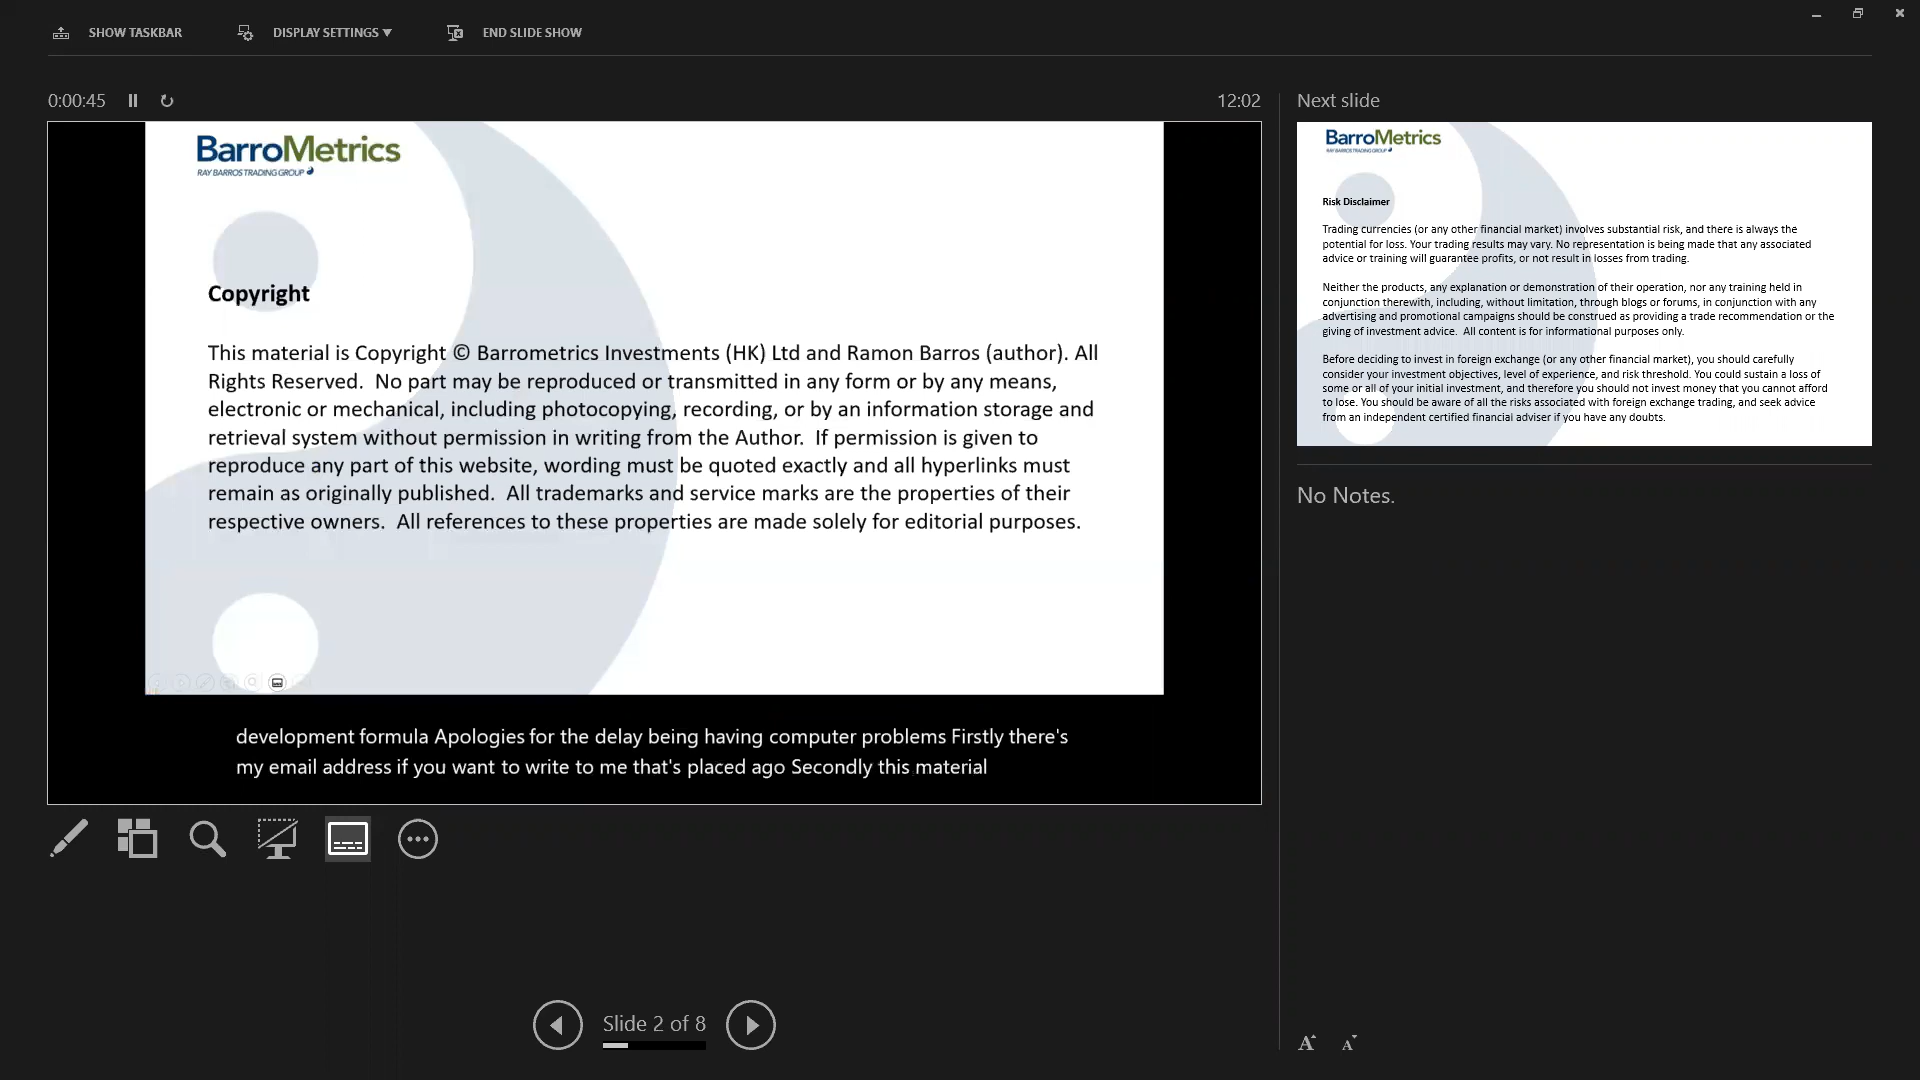 SHOW TASKBAR
DISPLAY SETTINGS
END SLIDE SHOW
0:00:45
12:02
BarroMetrics
RAY BARROS TRADING GROUP
Copyright
This material is Copyright © Barrometrics Investments (HK) Ltd and Ramon Barros (author). All
Rights Reserved.  No part may be reproduced or transmitted in any form or by any means,
electronic or mechanical, including photocopying, recording, or by an information storage and
retrieval system without permission in writing from the Author.  If permission is given to
reproduce any part of this website, wording must be quoted exactly and all hyperlinks must
remain as originally published.  All trademarks and service marks are the properties of their
respective owners.  All references to these properties are made solely for editorial purposes.
development formula Apologies for the delay being having computer problems Firstly there's
my email address if you want to write to me that's placed ago Secondly this material
Slide 2 of 8
Next slide
BarroMetrics
RAY BARROS TRADING GROUP
Risk Disclaimer
Trading currencies (or any other financial market) involves substantial risk, and there is always the
potential for loss. Your trading results may vary. No representation is being made that any associated
advice or training will guarantee profits, or not result in losses from trading.
Neither the products, any explanation or demonstration of their operation, nor any training held in
conjunction therewith, including, without limitation, through blogs or forums, in conjunction with any
advertising and promotional campaigns should be construed as providing a trade recommendation or the
giving of investment advice.  All content is for informational purposes only.
Before deciding to invest in foreign exchange (or any other financial market), you should carefully
consider your investment objectives, level of experience, and risk threshold. You could sustain a loss of
some or all of your initial investment, and therefore you should not invest money that you cannot afford
to lose. You should be aware of all the risks associated with foreign exchange trading, and seek advice
from an independent certified financial adviser if you have any doubts.
No Notes.
A A